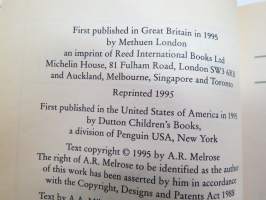 First published in Great Britain in 1995
by Methuen London
an imprint of Reed International Books Ltd
Michelin House, 81 Fulham Road, London SW3 6RB
and Auckland, Melbourne, Singapore and Toronto
Reprinted 1995
First published in the United States of America in 1995
by Dutton Children's Books,
a division of Penguin USA, New York
Text copyright © 1995 by A.R. Melrose
The right of A.R. Melrose to be identified as the author
of this work has been asserted by him in accordance
with the Copyright, Designs and Patents Act 1988
Text by A.A.